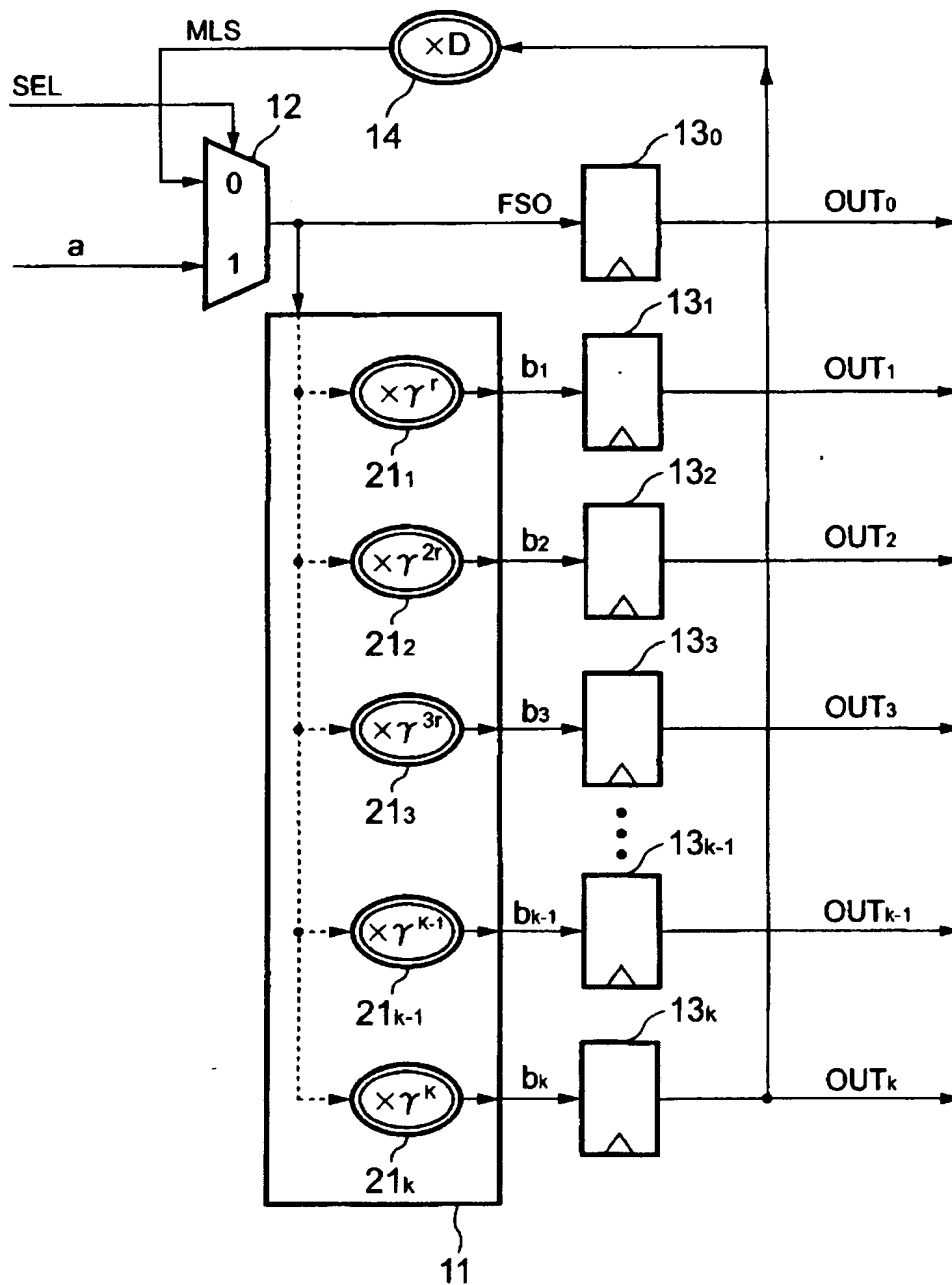 MLS
×D
14
SEL
12
0
1
a
FSO
13₀
OUT₀
×γ^r
21₁
b₁
13₁
OUT₁
×γ^2r
21₂
b₂
13₂
OUT₂
×γ^3r
21₃
b₃
13₃
OUT₃
×γ^K-1
21k-1
bk-1
13k-1
OUTk-1
×γ^K
21k
bk
13k
OUTk
11